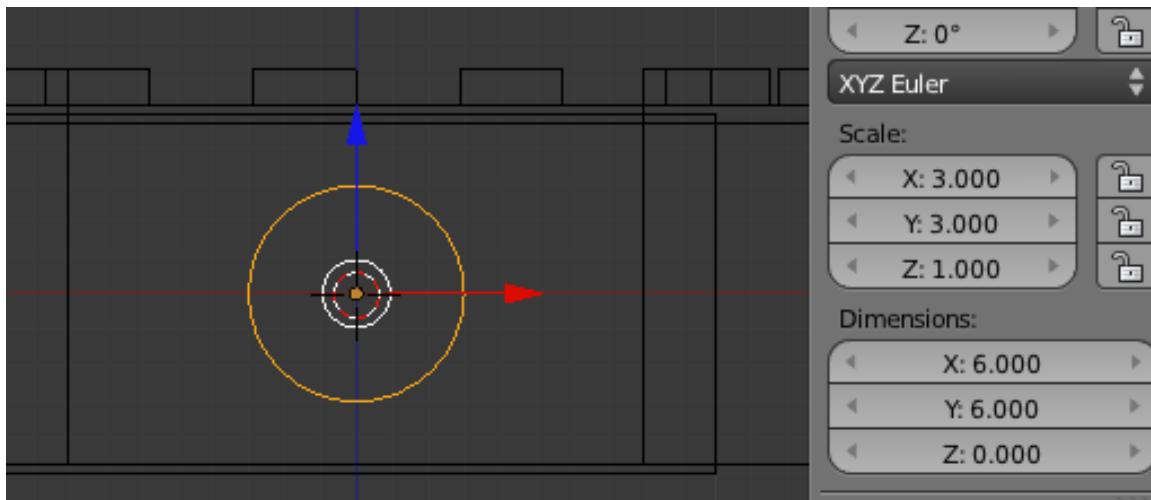 Z: 0°
XYZ Euler
Scale:
X: 3.000
Y: 3.000
Z: 1.000
Dimensions:
X: 6.000
Y: 6.000
Z: 0.000